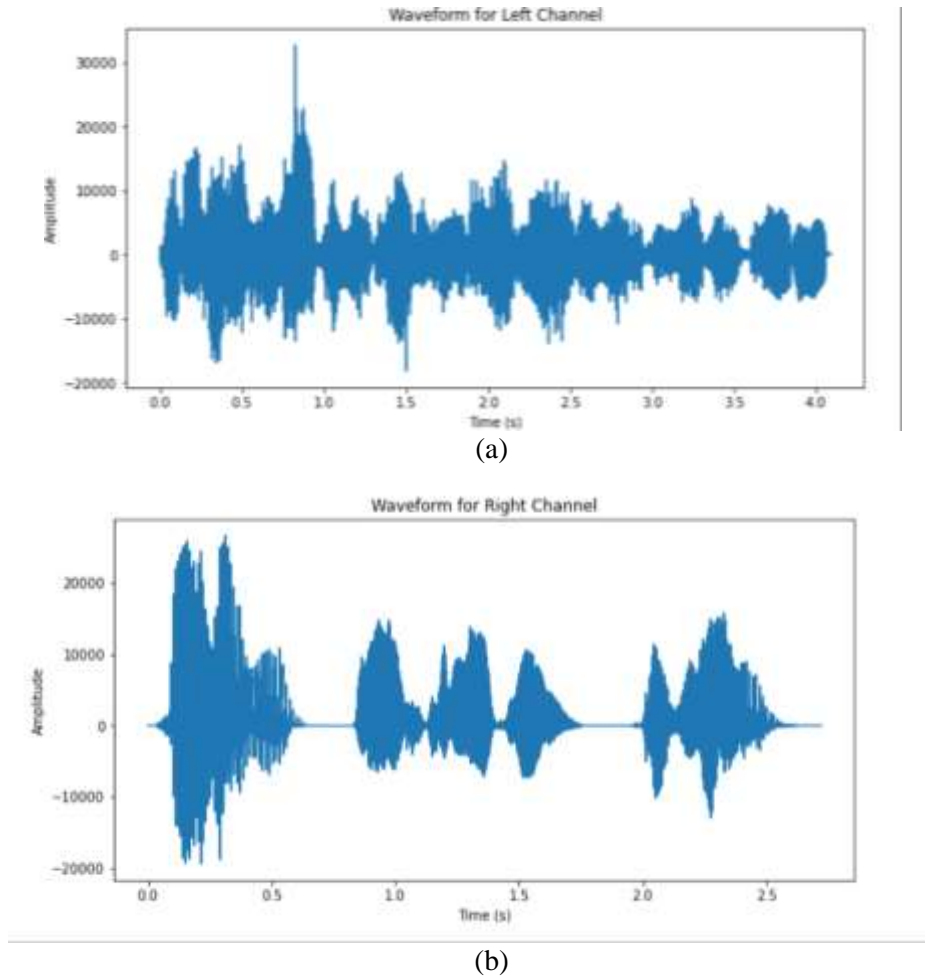 Waveform for Left Channel
30000
20000
10000
0
−10000
−20000
Amplitude
0.0 0.5 1.0 1.5 2.0 2.5 3.0 3.5 4.0
Time (s)
(a)
Waveform for Right Channel
20000
10000
0
−10000
−20000
Amplitude
0.0 0.5 1.0 1.5 2.0 2.5
Time (s)
(b)